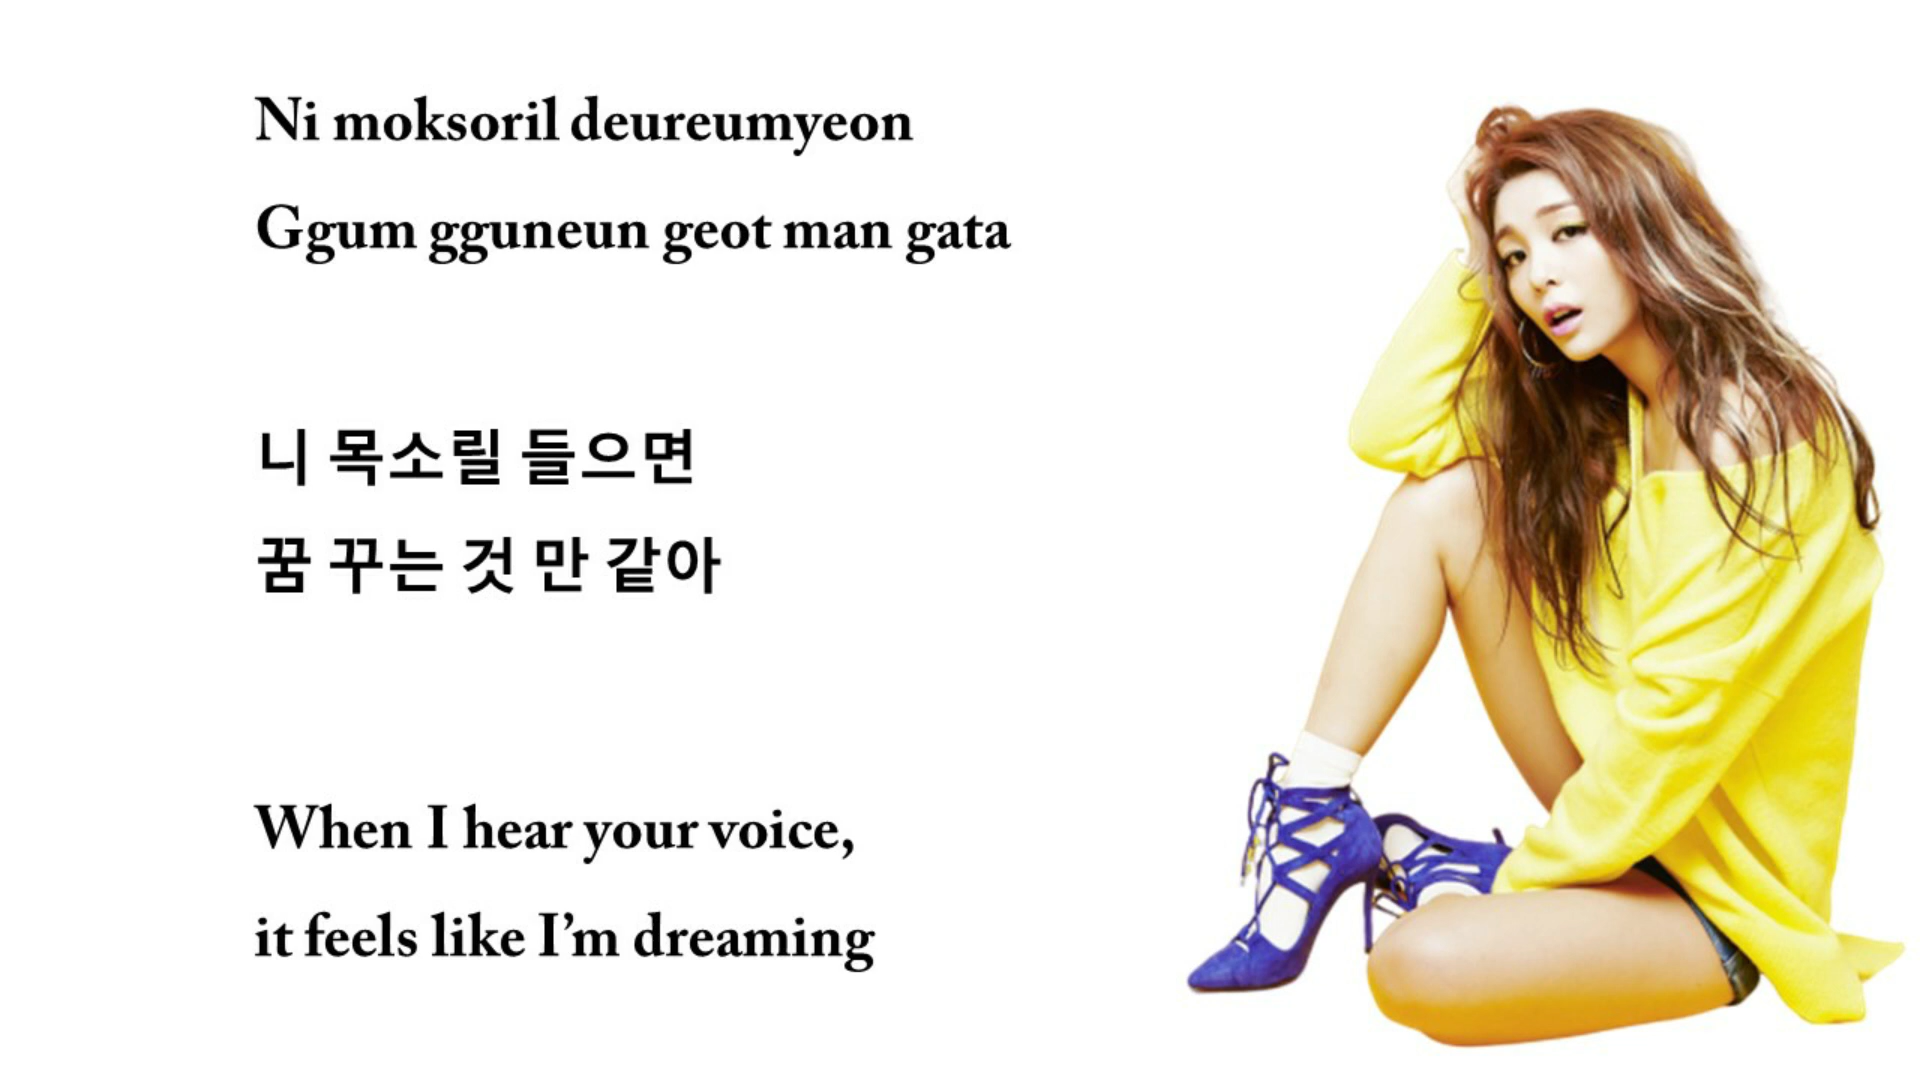 Ni moksoril deureumyeon
Ggum gguneun geot man gata
니 목소릴 들으면
꿈 꾸는 것 만 같아
When I hear your voice,
it feels like I’m dreaming